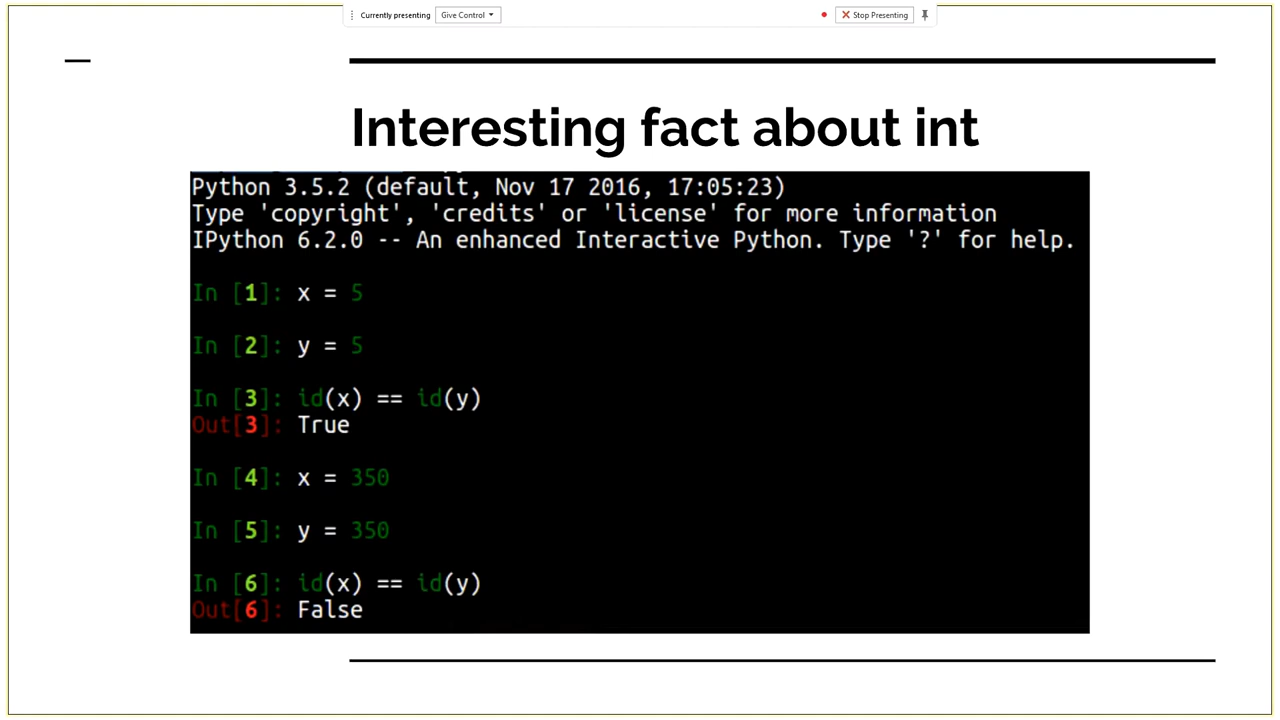 Currently presenting Give Control Stop Presenting
Interesting fact about int
Python 3.5.2 (default, Nov 17 2016, 17:05:23)
Type 'copyright', 'credits' or 'license' for more information
IPython 6.2.0 -- An enhanced Interactive Python. Type '?' for help.
In [1]: x = 5
In [2]: y = 5
In [3]: id(x) == id(y)
Out[3]: True
In [4]: x = 350
In [5]: y = 350
In [6]: id(x) == id(y)
Out[6]: False